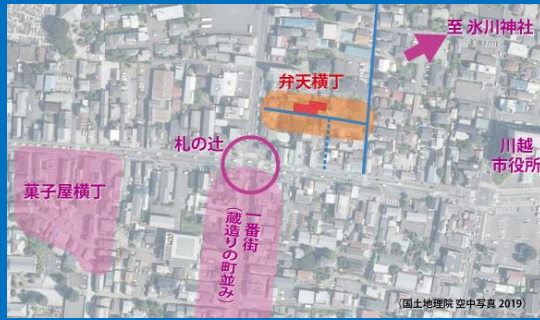 至 氷川神社
弁天横丁
札の辻
川越
市役所
菓子屋横丁
一番街
(蔵造りの町並み)
(国土地理院 空中写真 2019)